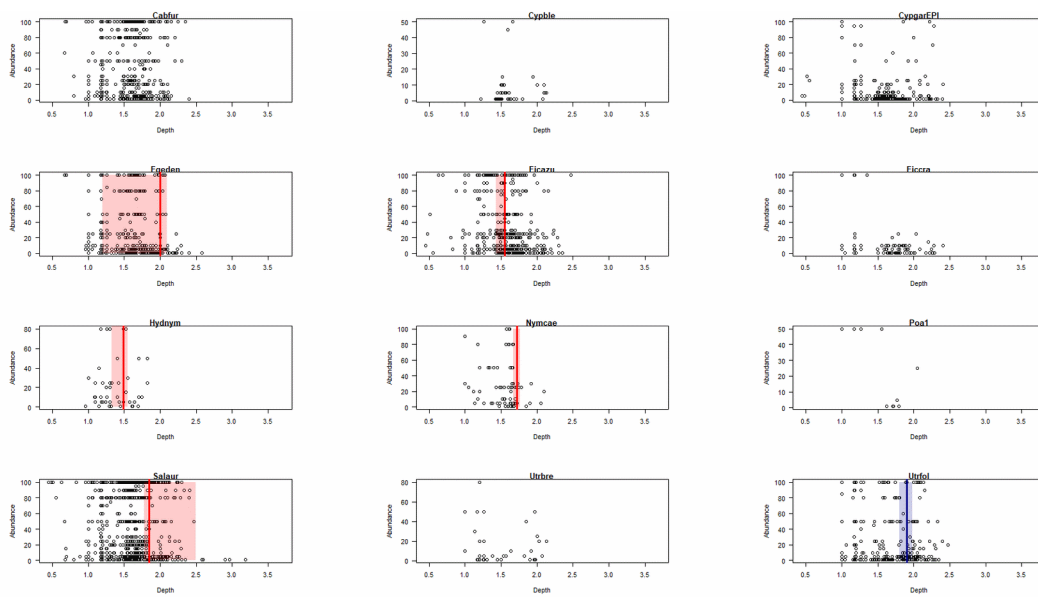 Cabfur Cypble CypgarEPI
Abundance 100 80 60 40 20 0
0.5 1.0 1.5 2.0 2.5 3.0 3.5
Depth
Abundance 50 40 30 20 10 0
0.5 1.0 1.5 2.0 2.5 3.0 3.5
Depth
Abundance 100 80 60 40 20 0
0.5 1.0 1.5 2.0 2.5 3.0 3.5
Depth
Egeden Ficazu Ficcra
Abundance 100 80 60 40 20 0
0.5 1.0 1.5 2.0 2.5 3.0 3.5
Depth
Abundance 100 80 60 40 20 0
0.5 1.0 1.5 2.0 2.5 3.0 3.5
Depth
Abundance 100 80 60 40 20 0
0.5 1.0 1.5 2.0 2.5 3.0 3.5
Depth
Hydnym Nymcae Poa1
Abundance 80 60 40 20 0
0.5 1.0 1.5 2.0 2.5 3.0 3.5
Depth
Abundance 100 80 60 40 20 0
0.5 1.0 1.5 2.0 2.5 3.0 3.5
Depth
Abundance 50 40 30 20 10 0
0.5 1.0 1.5 2.0 2.5 3.0 3.5
Depth
Salaur Utrbre Utrfol
Abundance 100 80 60 40 20 0
0.5 1.0 1.5 2.0 2.5 3.0 3.5
Depth
Abundance 80 60 40 20 0
0.5 1.0 1.5 2.0 2.5 3.0 3.5
Depth
Abundance 100 80 60 40 20 0
0.5 1.0 1.5 2.0 2.5 3.0 3.5
Depth